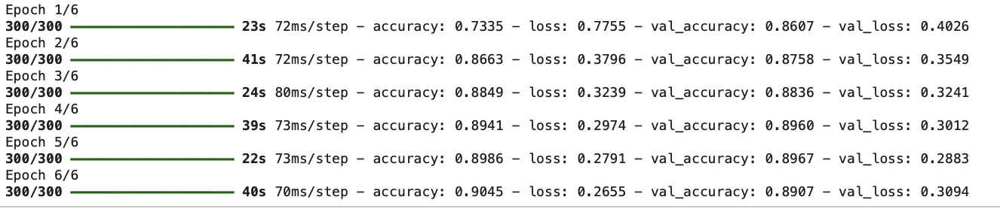 Epoch 1/6
300/300 ━━━━━━━━━━━━━━━━━━━━ 23s 72ms/step - accuracy: 0.7335 - loss: 0.7755 - val_accuracy: 0.8607 - val_loss: 0.4026
Epoch 2/6
300/300 ━━━━━━━━━━━━━━━━━━━━ 41s 72ms/step - accuracy: 0.8663 - loss: 0.3796 - val_accuracy: 0.8758 - val_loss: 0.3549
Epoch 3/6
300/300 ━━━━━━━━━━━━━━━━━━━━ 24s 80ms/step - accuracy: 0.8849 - loss: 0.3239 - val_accuracy: 0.8836 - val_loss: 0.3241
Epoch 4/6
300/300 ━━━━━━━━━━━━━━━━━━━━ 39s 73ms/step - accuracy: 0.8941 - loss: 0.2974 - val_accuracy: 0.8960 - val_loss: 0.3012
Epoch 5/6
300/300 ━━━━━━━━━━━━━━━━━━━━ 22s 73ms/step - accuracy: 0.8986 - loss: 0.2791 - val_accuracy: 0.8967 - val_loss: 0.2883
Epoch 6/6
300/300 ━━━━━━━━━━━━━━━━━━━━ 40s 70ms/step - accuracy: 0.9045 - loss: 0.2655 - val_accuracy: 0.8907 - val_loss: 0.3094